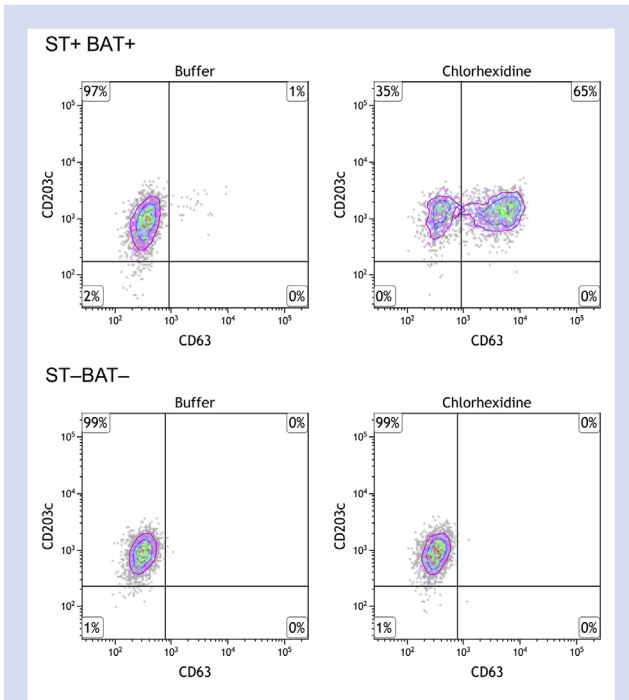 ST+ BAT+
Buffer
97%
1%
10⁵
10⁴
10³
10²
CD203c
2%
0%
10² 10³ 10⁴ 10⁵
CD63
Chlorhexidine
35%
65%
10⁵
10⁴
10³
10²
CD203c
0%
0%
10² 10³ 10⁴ 10⁵
CD63
ST–BAT–
Buffer
99%
0%
10⁵
10⁴
10³
10²
CD203c
1%
0%
10² 10³ 10⁴ 10⁵
CD63
Chlorhexidine
99%
0%
10⁵
10⁴
10³
10²
CD203c
1%
0%
10² 10³ 10⁴ 10⁵
CD63